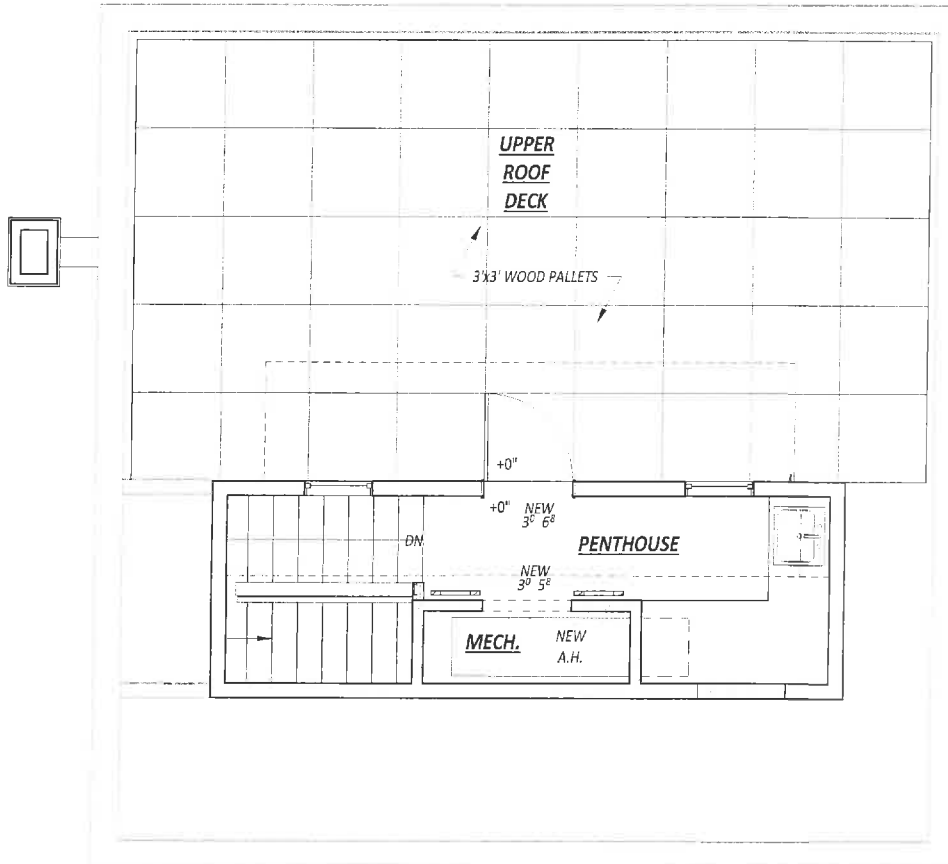 UPPER
ROOF
DECK
3'x3' WOOD PALLETS
+0"
+0"
NEW
3⁰ 6⁸
DN
PENTHOUSE
NEW
3⁰ 5⁸
MECH.
NEW
A.H.